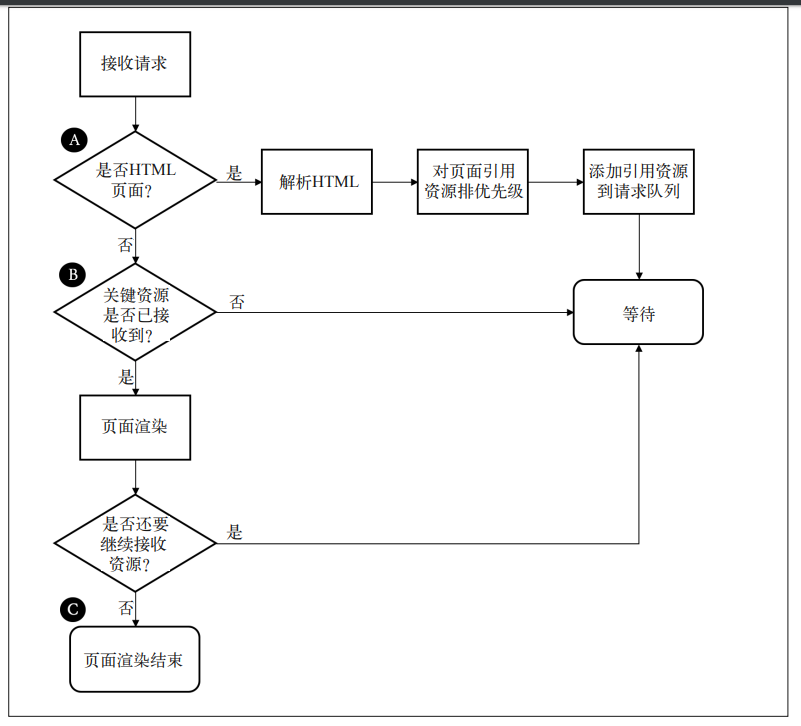 接收请求
A
是否HTML
页面？
是
解析HTML
对页面引用
资源排优先级
添加引用资源
到请求队列
否
B
关键资源
是否已接
收到？
否
等待
是
页面渲染
是否还要
继续接收
资源？
是
C
否
页面渲染结束